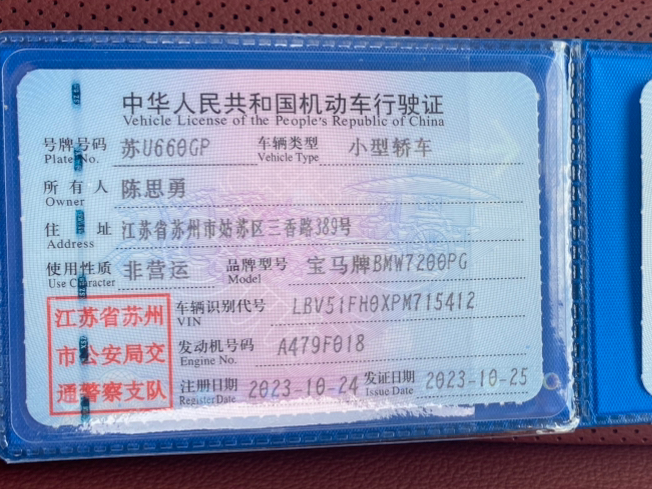 中华人民共和国机动车行驶证
Vehicle License of the People's Republic of China
号牌号码 苏U660GP 车辆类型 小型轿车
Plate No. Vehicle Type
所有人 陈思勇
Owner
住址 江苏省苏州市姑苏区三香路389号
Address
使用性质 非营运 品牌型号 宝马牌BMW7200PG
Use Character Model
江苏省苏州
市公安局交
通警察支队
车辆识别代号 LBV51FH0XPM715412
VIN
发动机号码 A479F018
Engine No.
注册日期 2023-10-24 发证日期 2023-10-25
Register Date Issue Date